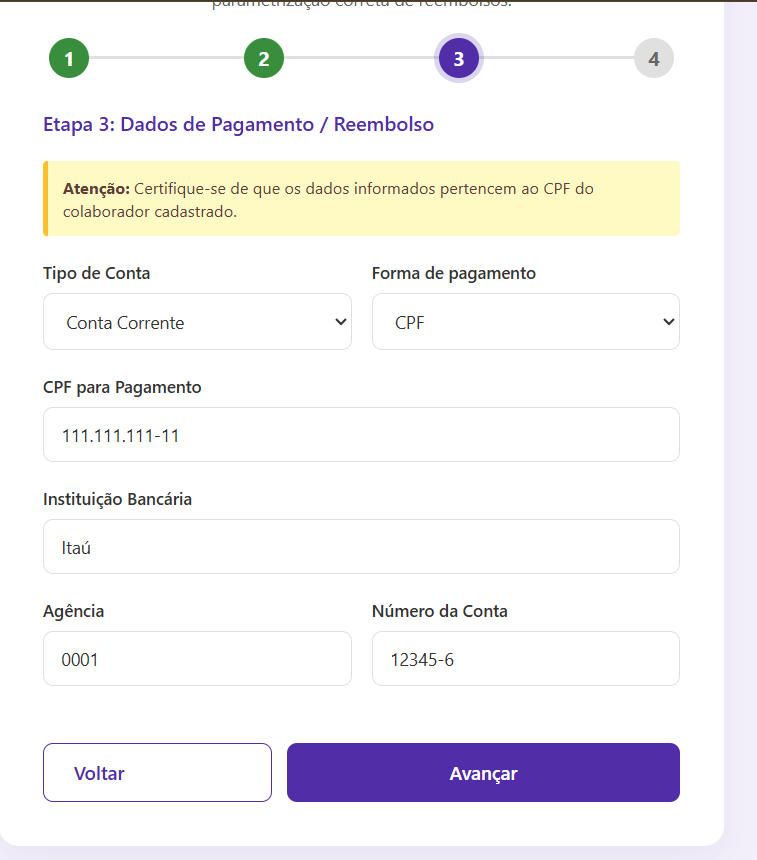 parametrização correta de reembolsos.
1 2 3 4
Etapa 3: Dados de Pagamento / Reembolso
Atenção: Certifique-se de que os dados informados pertencem ao CPF do
colaborador cadastrado.
Tipo de Conta Forma de pagamento
Conta Corrente CPF
CPF para Pagamento
111.111.111-11
Instituição Bancária
Itaú
Agência Número da Conta
0001 12345-6
Voltar Avançar